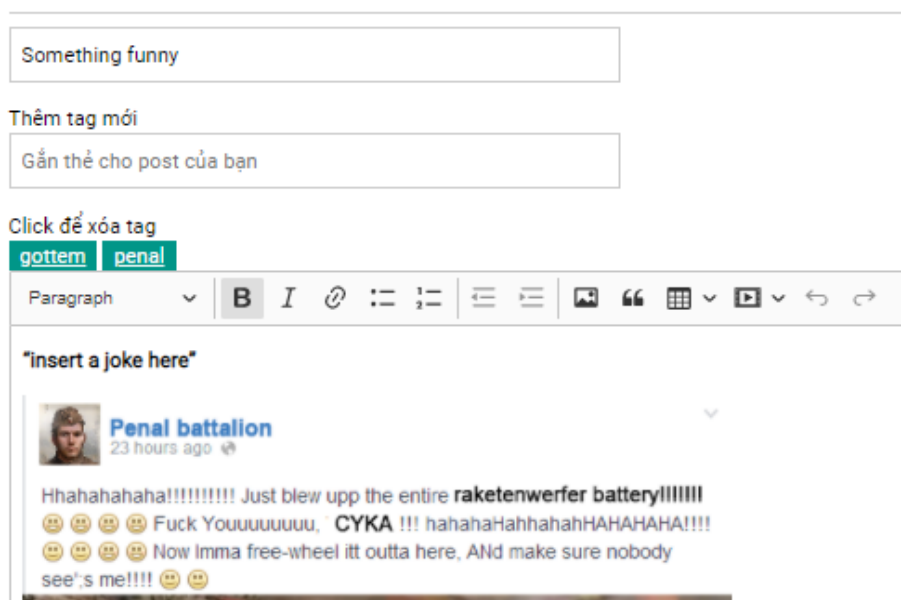 Something funny
Thêm tag mới
Gắn thẻ cho post của bạn
Click để xóa tag
gottem penal
Paragraph
"insert a joke here"
Penal battalion
23 hours ago
Hhahahahaha!!!!!!!!!! Just blew upp the entire raketenwerfer batteryIIIIIII
Fuck Youuuuuuuu, CYKA !!! hahahaHahhahahHAHAHAHA!!!!
Now Imma free-wheel itt outta here, ANd make sure nobody
see';s me!!!!